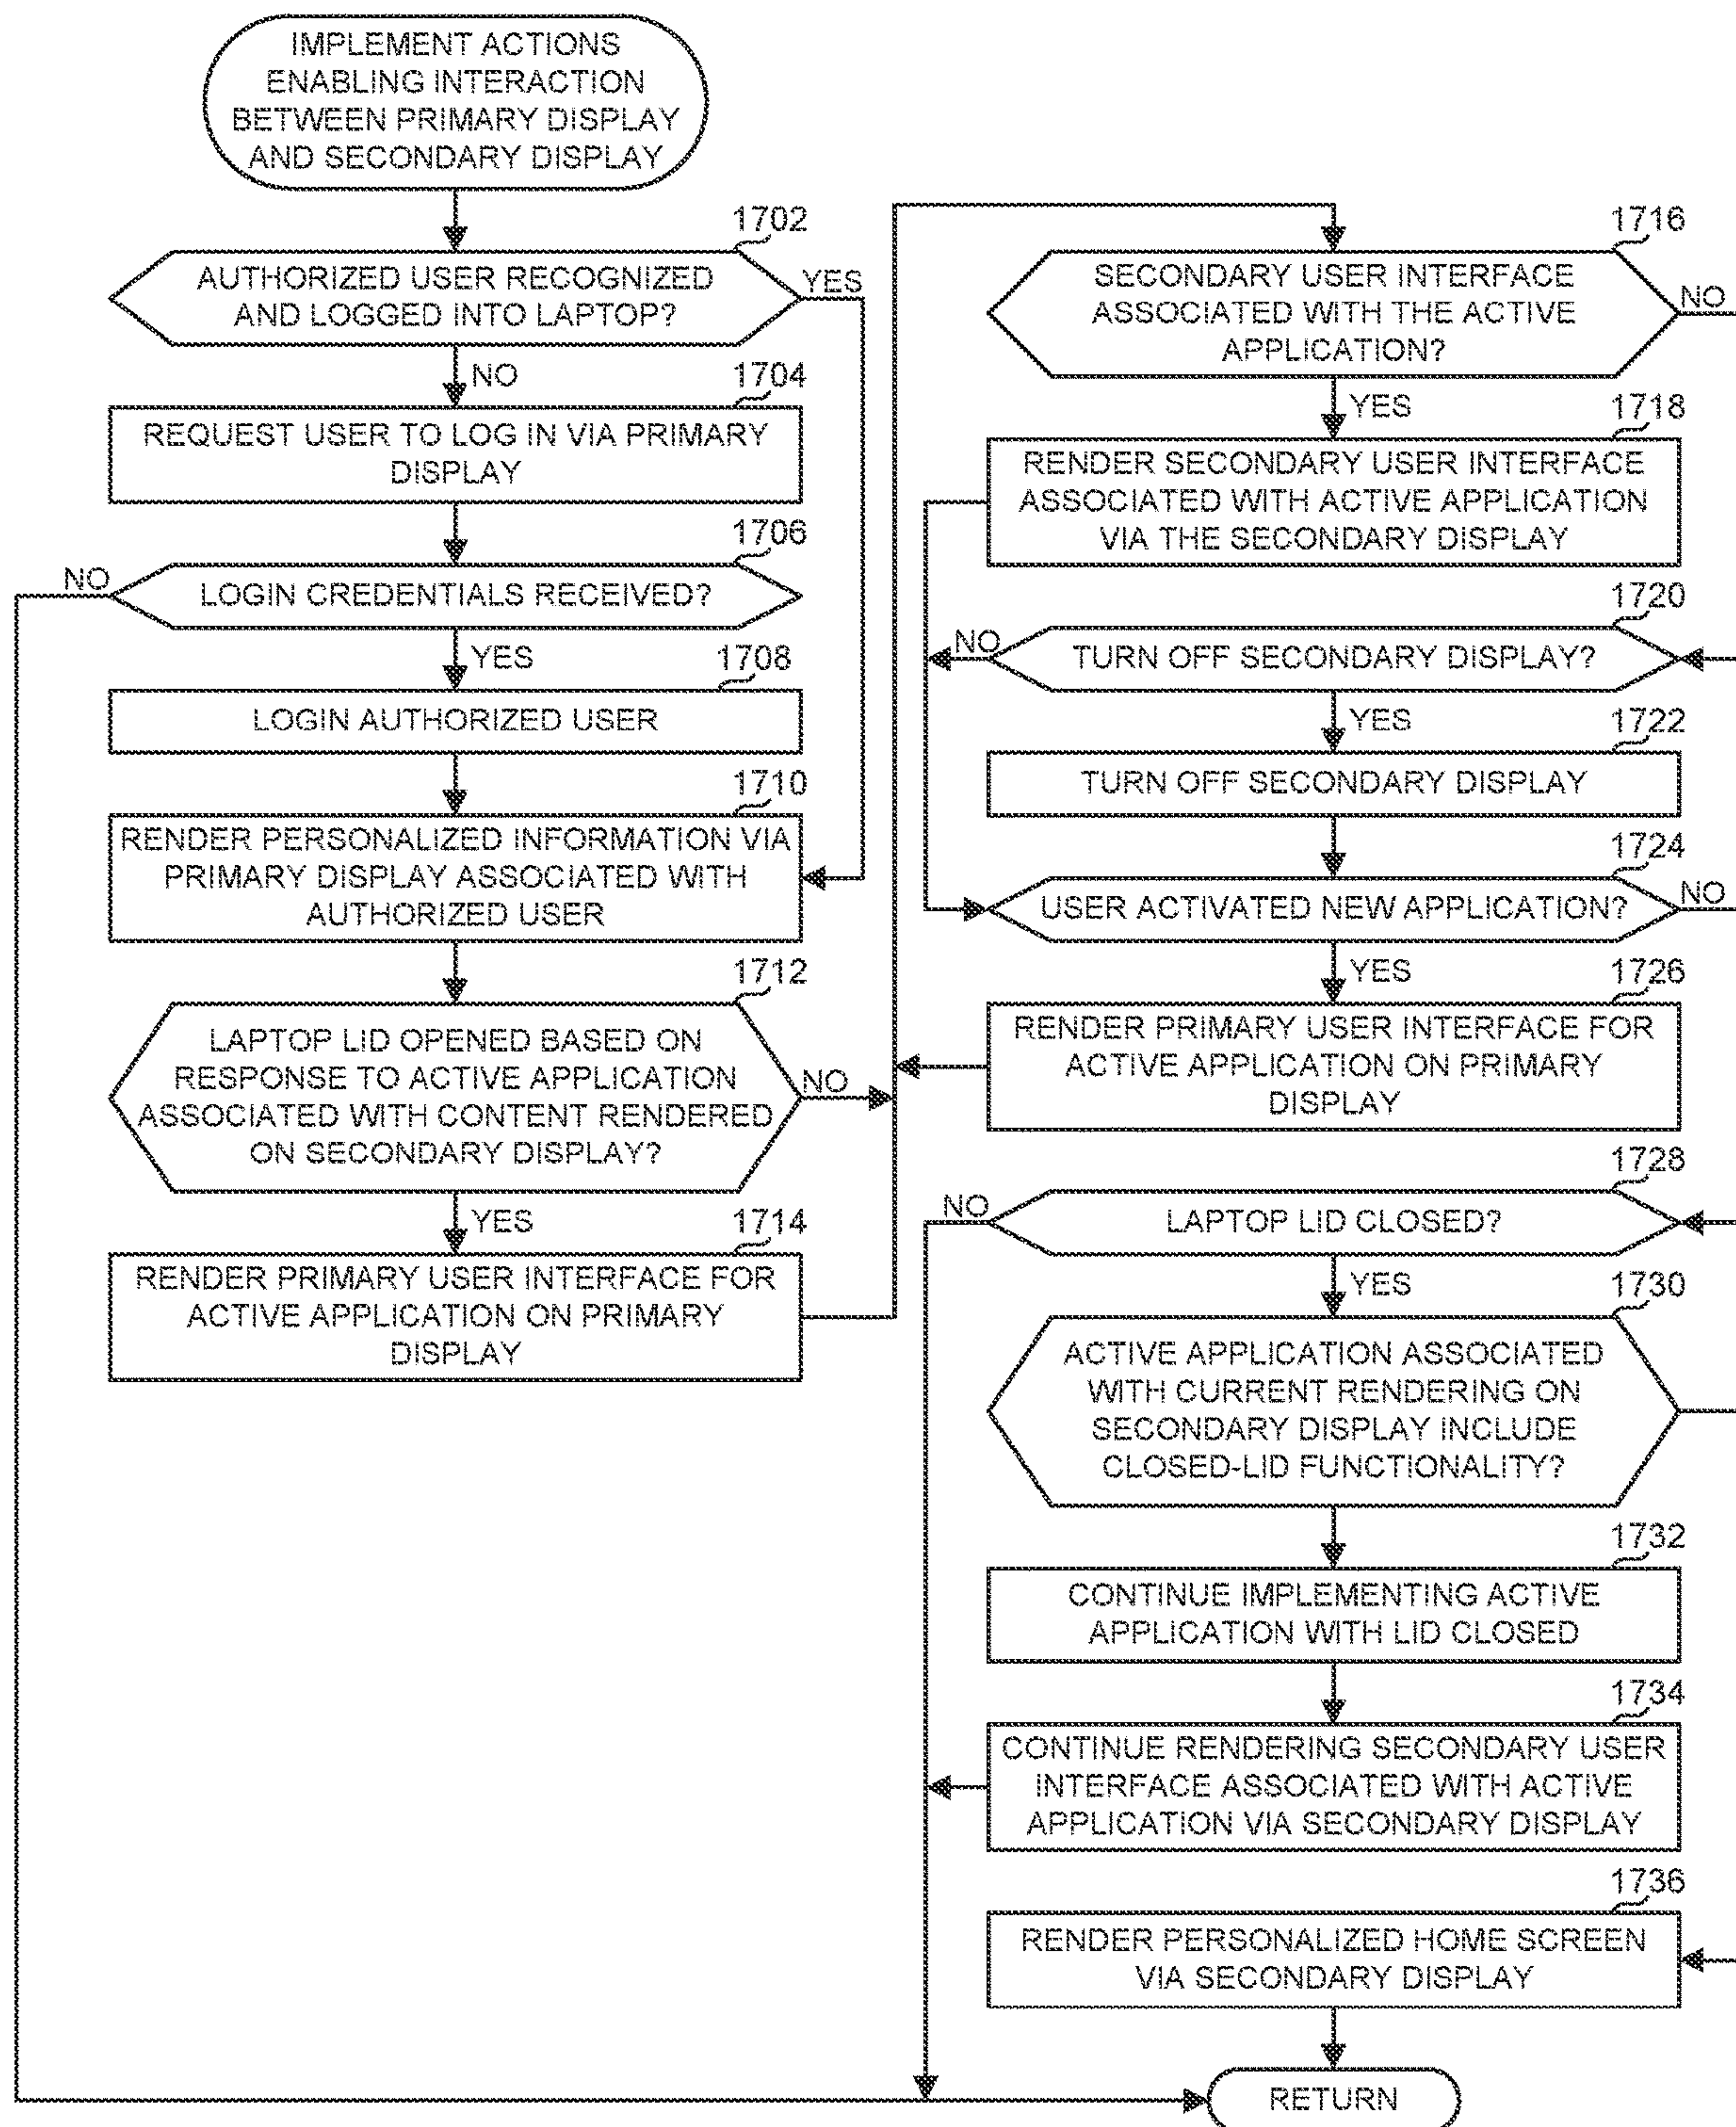 IMPLEMENT ACTIONS
ENABLING INTERACTION
BETWEEN PRIMARY DISPLAY
AND SECONDARY DISPLAY
1702
AUTHORIZED USER RECOGNIZED
AND LOGGED INTO LAPTOP?
YES
NO
1704
REQUEST USER TO LOG IN VIA PRIMARY
DISPLAY
1706
NO
LOGIN CREDENTIALS RECEIVED?
YES
1708
LOGIN AUTHORIZED USER
1710
RENDER PERSONALIZED INFORMATION VIA
PRIMARY DISPLAY ASSOCIATED WITH
AUTHORIZED USER
1712
LAPTOP LID OPENED BASED ON
RESPONSE TO ACTIVE APPLICATION
ASSOCIATED WITH CONTENT RENDERED
ON SECONDARY DISPLAY?
NO
YES
1714
RENDER PRIMARY USER INTERFACE FOR
ACTIVE APPLICATION ON PRIMARY
DISPLAY
1716
SECONDARY USER INTERFACE
ASSOCIATED WITH THE ACTIVE
APPLICATION?
NO
YES
1718
RENDER SECONDARY USER INTERFACE
ASSOCIATED WITH ACTIVE APPLICATION
VIA THE SECONDARY DISPLAY
1720
NO
TURN OFF SECONDARY DISPLAY?
YES
1722
TURN OFF SECONDARY DISPLAY
1724
USER ACTIVATED NEW APPLICATION?
NO
YES
1726
RENDER PRIMARY USER INTERFACE FOR
ACTIVE APPLICATION ON PRIMARY
DISPLAY
1728
NO
LAPTOP LID CLOSED?
YES
1730
ACTIVE APPLICATION ASSOCIATED
WITH CURRENT RENDERING ON
SECONDARY DISPLAY INCLUDE
CLOSED-LID FUNCTIONALITY?
1732
CONTINUE IMPLEMENTING ACTIVE
APPLICATION WITH LID CLOSED
1734
CONTINUE RENDERING SECONDARY USER
INTERFACE ASSOCIATED WITH ACTIVE
APPLICATION VIA SECONDARY DISPLAY
1736
RENDER PERSONALIZED HOME SCREEN
VIA SECONDARY DISPLAY
RETURN